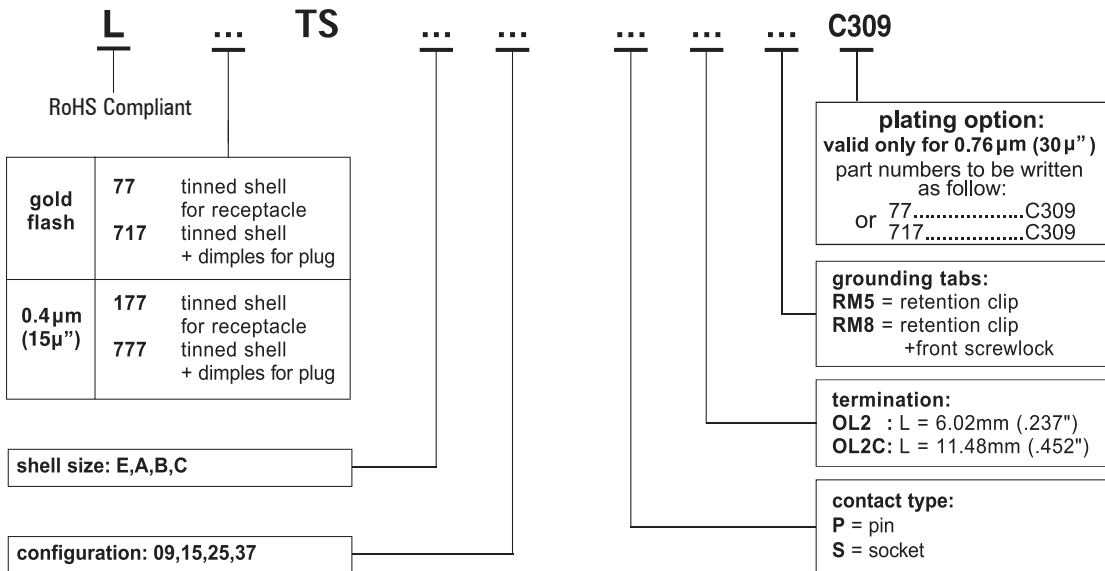 L ... TS ... ... ... ... ... C309
RoHS Compliant
gold
flash
77 tinned shell
for receptacle
717 tinned shell
+ dimples for plug
0.4µm
(15µ”)
177 tinned shell
for receptacle
777 tinned shell
+ dimples for plug
shell size: E,A,B,C
configuration: 09,15,25,37
plating option:
valid only for 0.76µm (30µ”)
part numbers to be written
as follow:
or 77..................C309
717................C309
grounding tabs:
RM5 = retention clip
RM8 = retention clip
+front screwlock
termination:
OL2 : L = 6.02mm (.237")
OL2C: L = 11.48mm (.452")
contact type:
P = pin
S = socket